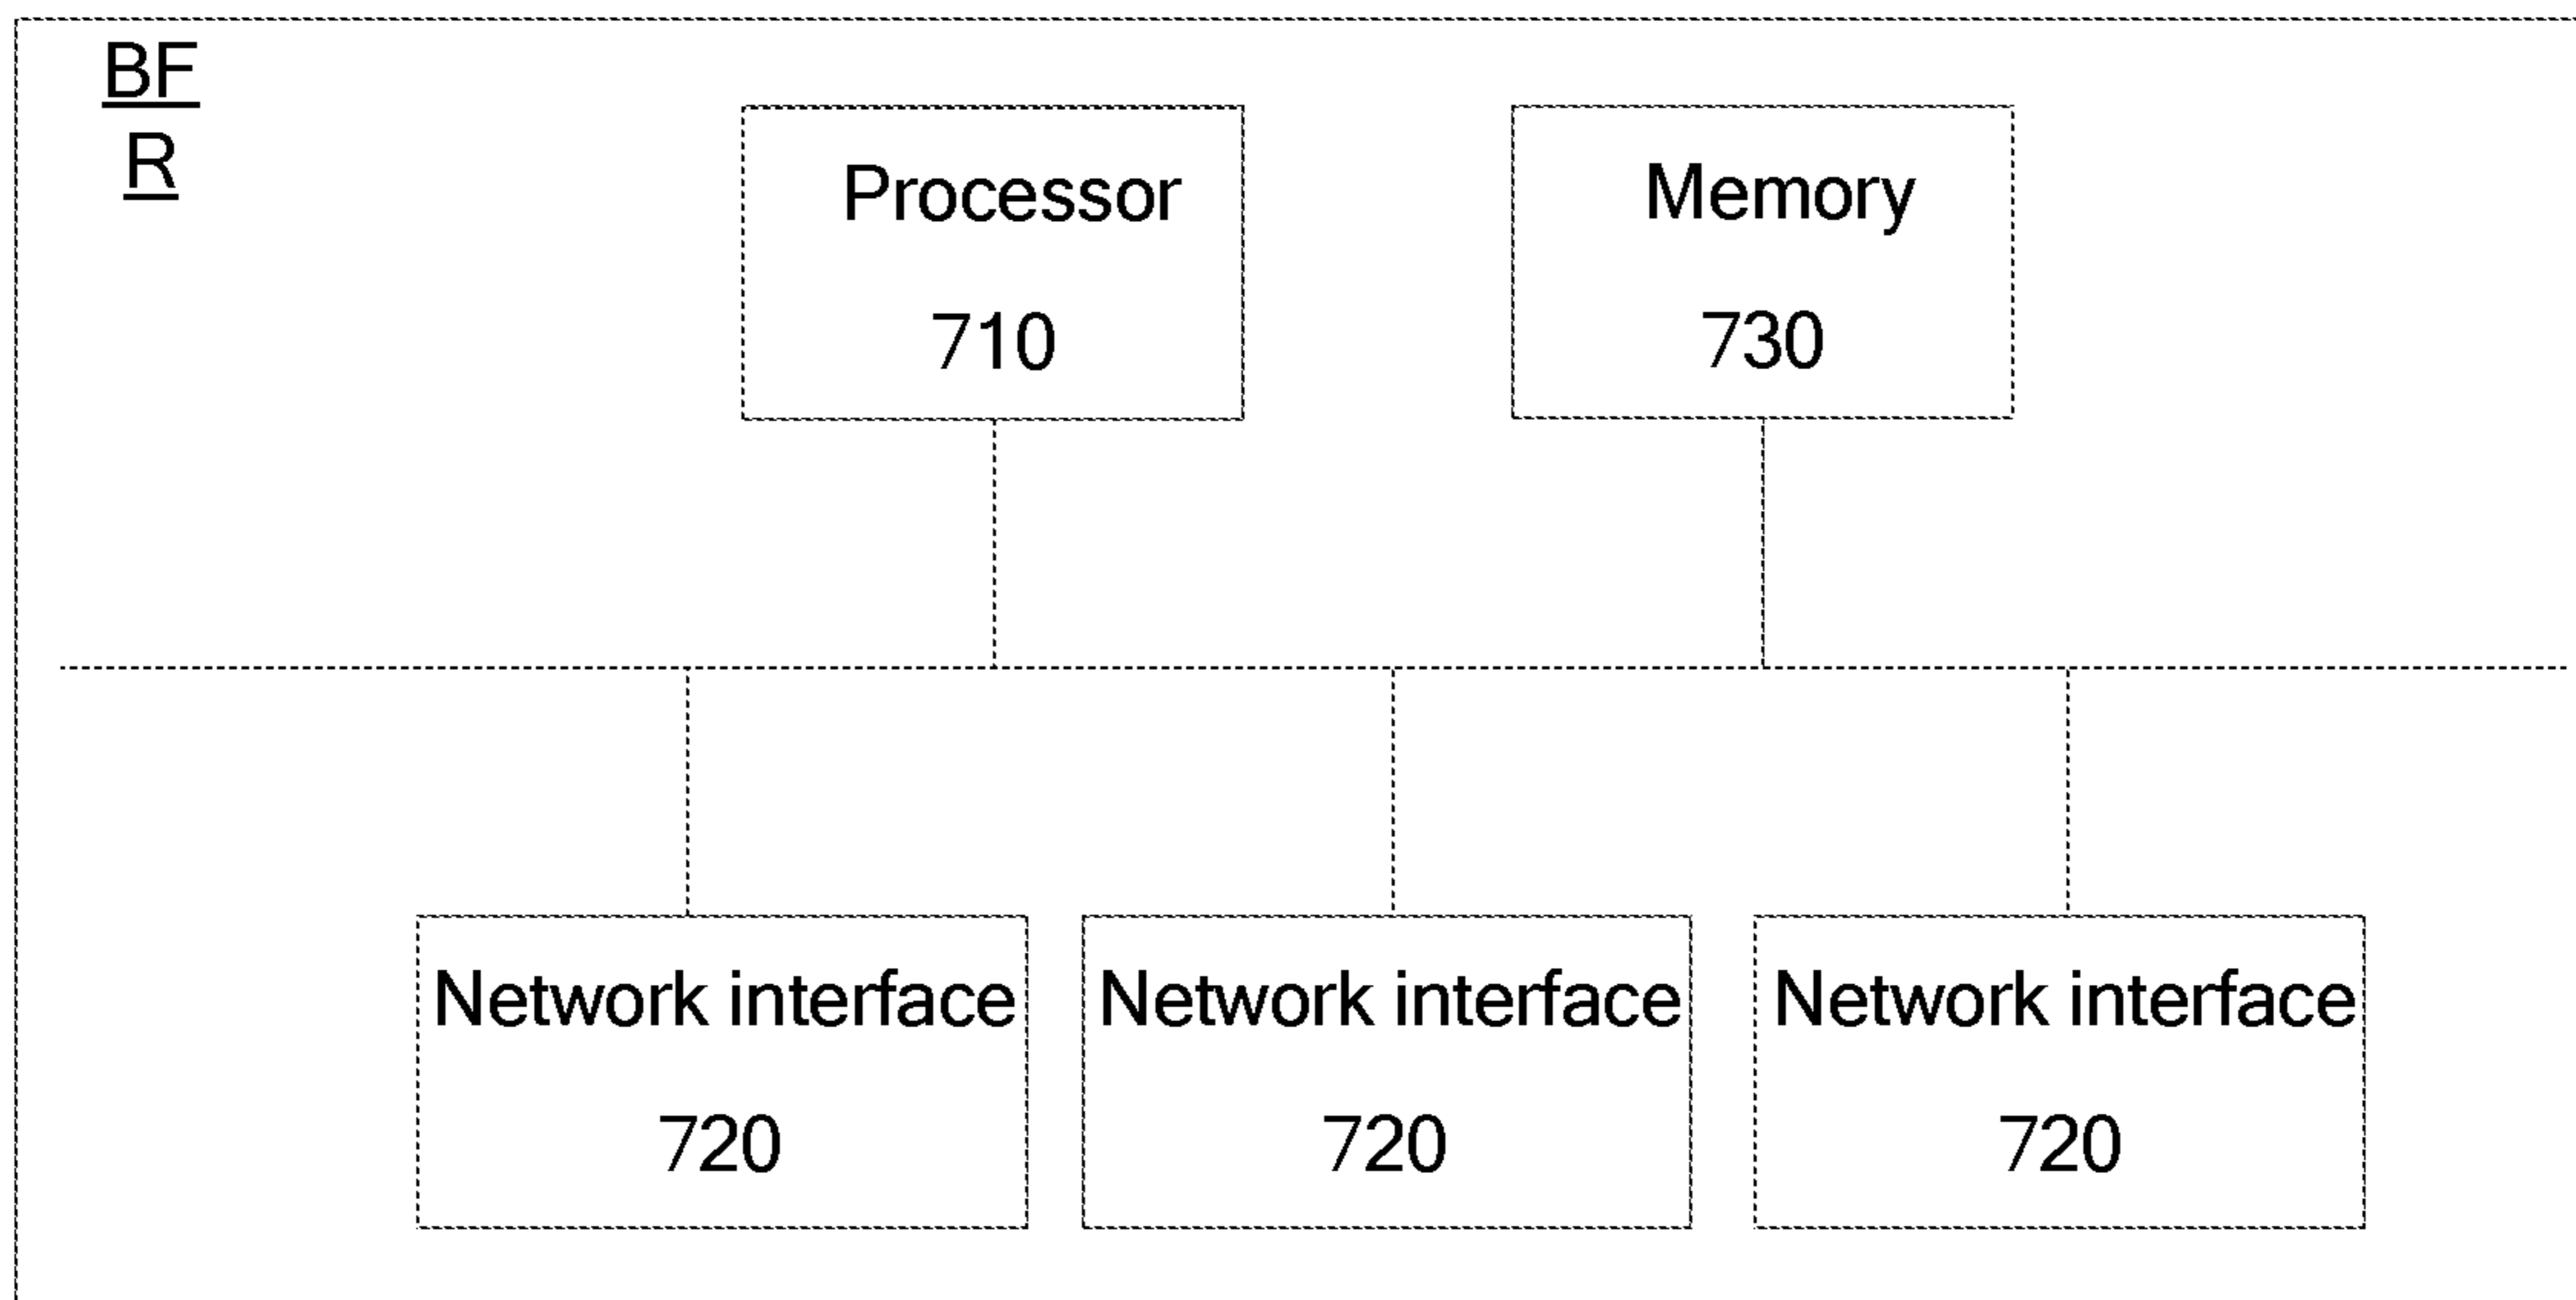 BF
R
Processor
710
Memory
730
Network interface
720
Network interface
720
Network interface
720